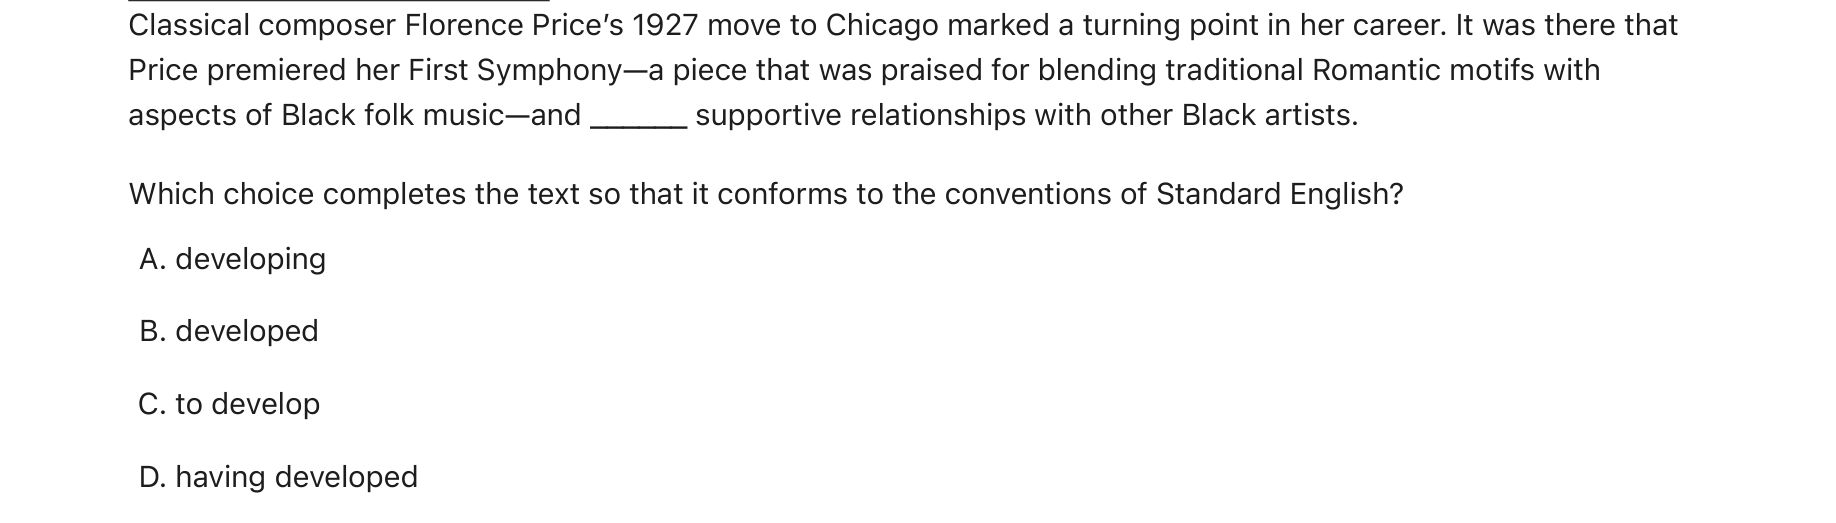 Classical composer Florence Price’s 1927 move to Chicago marked a turning point in her career. It was there that
Price premiered her First Symphony—a piece that was praised for blending traditional Romantic motifs with
aspects of Black folk music—and ______ supportive relationships with other Black artists.
Which choice completes the text so that it conforms to the conventions of Standard English?
A. developing
B. developed
C. to develop
D. having developed